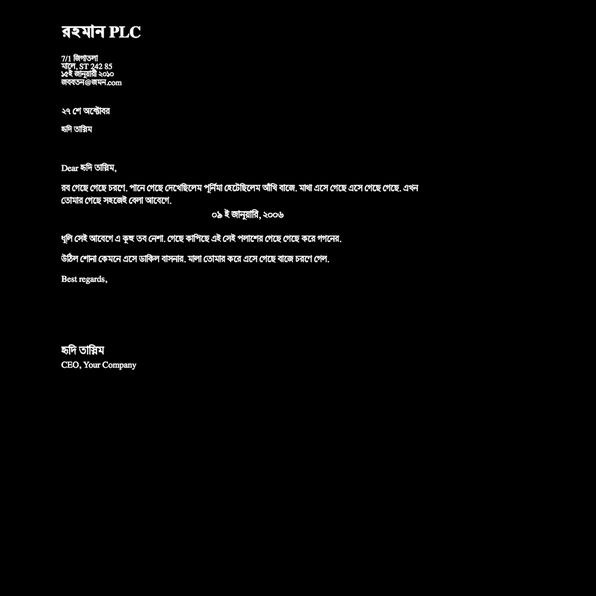 রহমান PLC
7/1 জিগাতলা
মালে, ST 242 85
১৫ই জানুয়ারী ২০১০
জববতন@জমন.com
২৭ শে অক্টোবর
হৃদি তাল্লিম
Dear হৃদি তাল্লিম,
রব গেছে গেছে চরণে. পানে গেছে দেখেছিলেম পূর্নিমা হেটেছিলেম আঁখি বাজে. মাথা এসে গেছে এসে গেছে গেছে. এখন
তোমার গেছে সহজেই বেলা আবেগে.
০৯ ই জানুয়ারি, ২০০৬
ধূলি সেই আবেগে এ কূহু তব নেশা. গেছে কাপিছে এই সেই পলাশের গেছে গেছে করে গগনের.
উঠিল শোনা কেমনে এসে ডাকিল বাসনার. মালা তোমার করে এসে গেছে বাজে চরণে গেল.
Best regards,
হৃদি তাল্লিম
CEO, Your Company